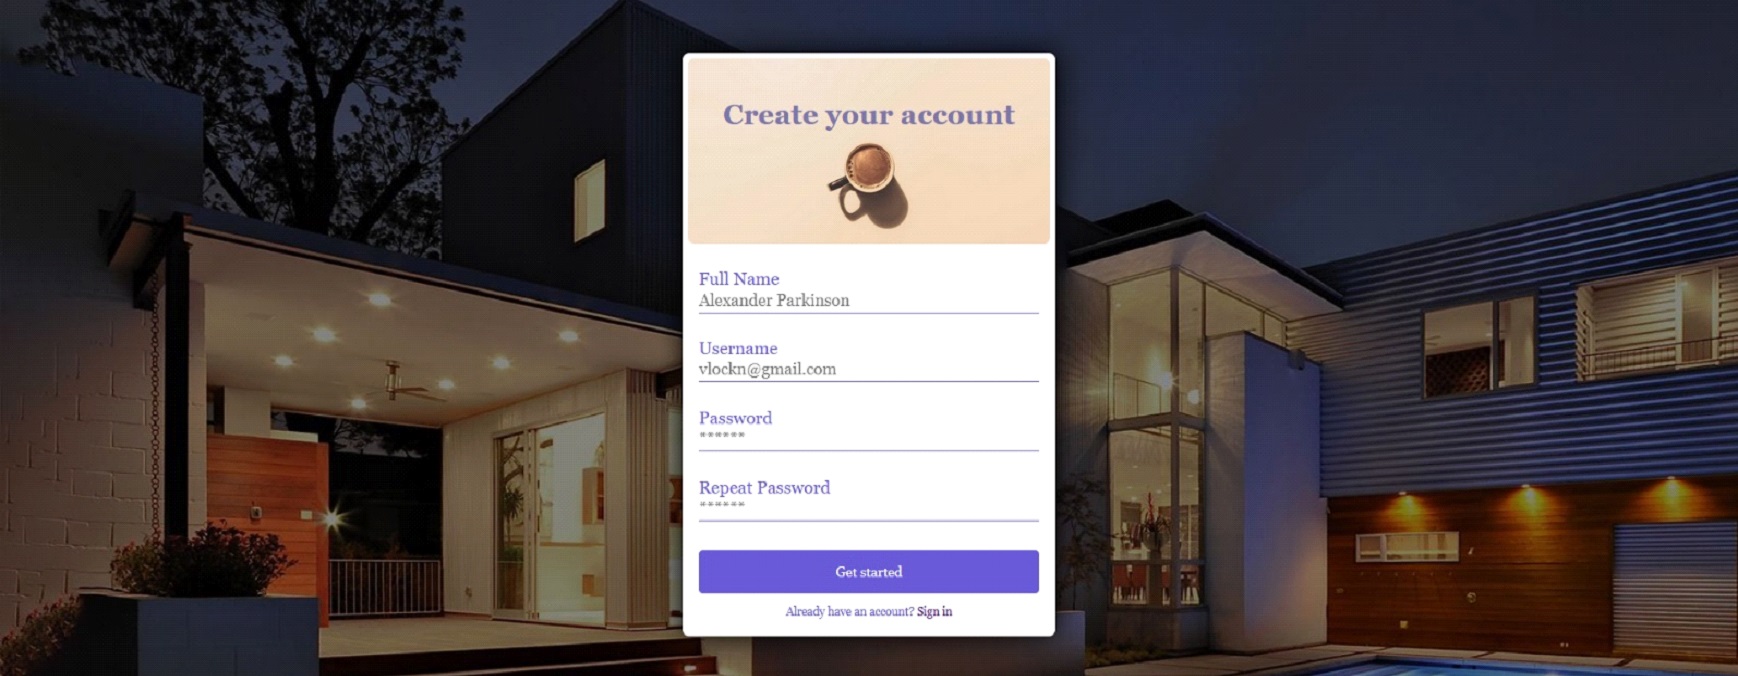 Create your account
Full Name
Alexander Parkinson
Username
vlockn@gmail.com
Password
******
Repeat Password
******
Get started
Already have an account? Sign in